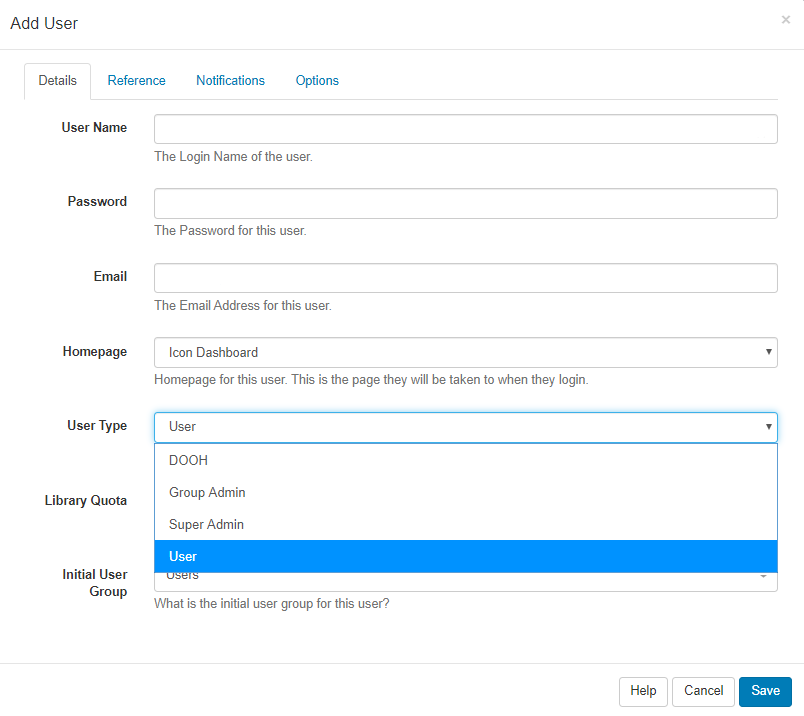 Add User
×
Details Reference Notifications Options
User Name
The Login Name of the user.
Password
The Password for this user.
Email
The Email Address for this user.
Homepage Icon Dashboard
Homepage for this user. This is the page they will be taken to when they login.
User Type User
DOOH
Group Admin
Library Quota
Super Admin
User
Initial User Group Users
What is the initial user group for this user?
Help Cancel Save